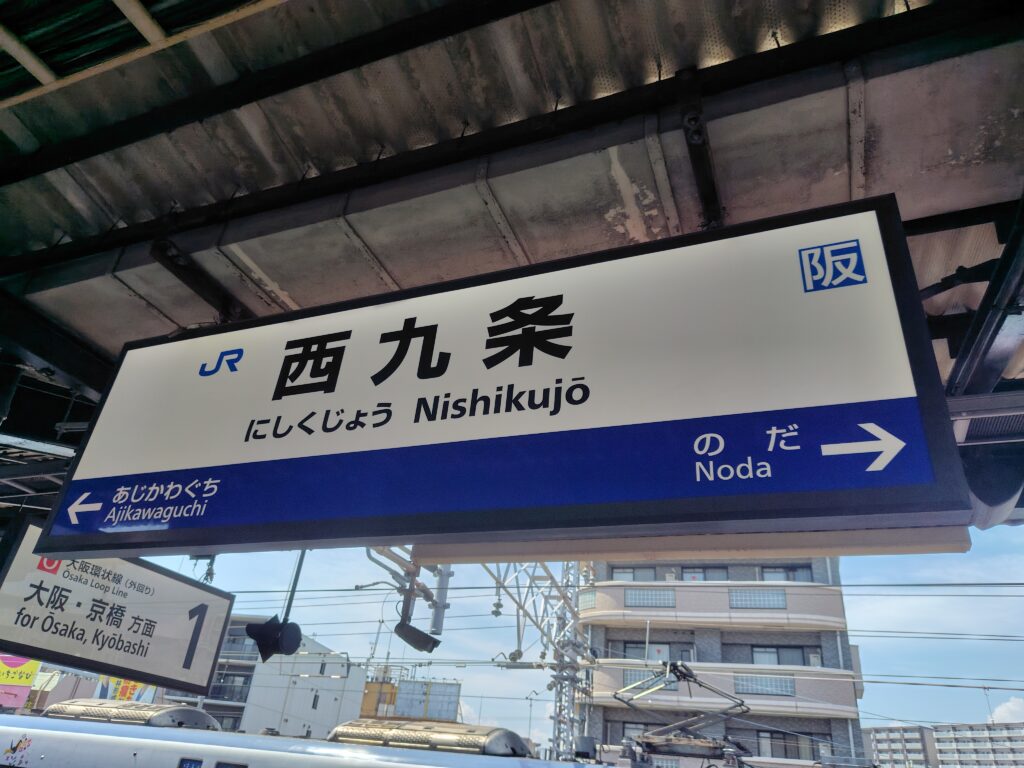 阪
JR 西九条
にしくじょう Nishikujō
のだ
Noda
あじかわぐち
Ajikawaguchi
O 大阪環状線（外回り）
Osaka Loop Line
大阪・京橋 方面 1
for Ōsaka, Kyōbashi